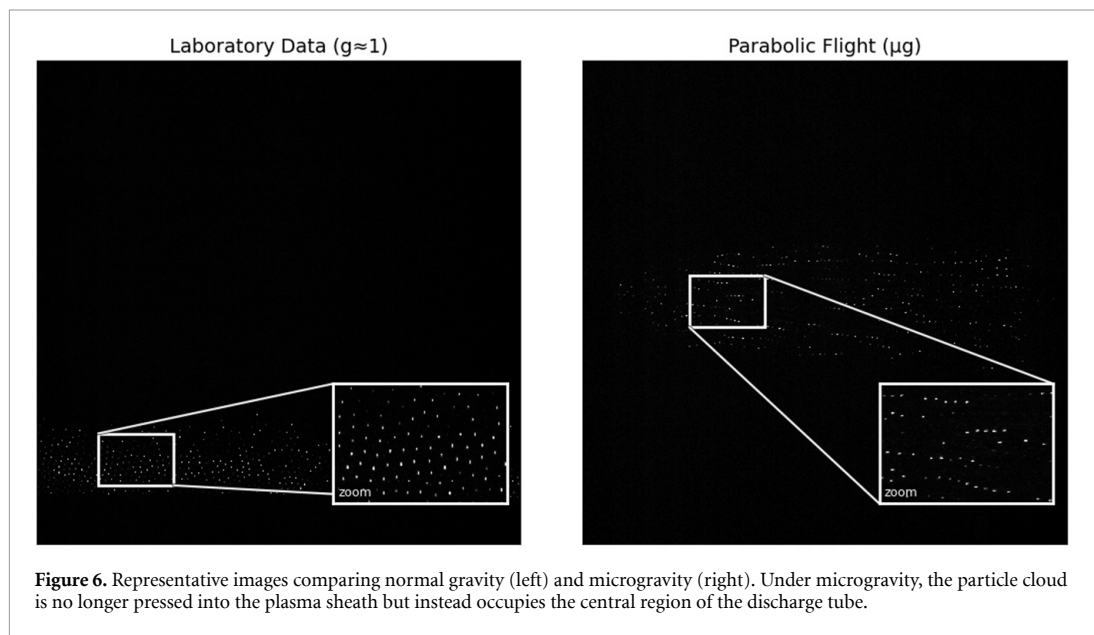 Laboratory Data (g≈1)
Parabolic Flight (μg)
zoom
zoom
Figure 6. Representative images comparing normal gravity (left) and microgravity (right). Under microgravity, the particle cloud
is no longer pressed into the plasma sheath but instead occupies the central region of the discharge tube.